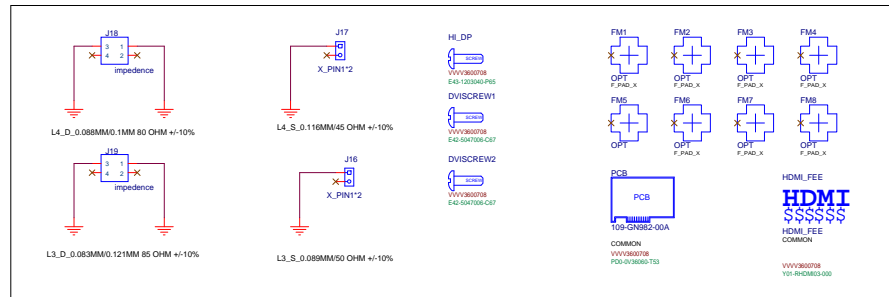 J18
3 1
4 2
impedence
L4_D_0.088MM/0.1MM 80 OHM +/-10%
J19
3 1
4 2
impedence
L3_D_0.083MM/0.121MM 85 OHM +/-10%
J17
X_PIN1*2
L4_S_0.116MM/45 OHM +/-10%
J16
X_PIN1*2
L3_S_0.089MM/50 OHM +/-10%
HI_DP
SCREW
VVVV3600708
E43-1203040-P65
DVISCREW1
SCREW
VVVV3600708
E42-5047006-C67
DVISCREW2
SCREW
VVVV3600708
E42-5047006-C67
FM1 FM2 FM3 FM4
OPT OPT OPT OPT
F_PAD_X F_PAD_X F_PAD_X F_PAD_X
FM5 FM6 FM7 FM8
OPT OPT OPT OPT
F_PAD_X F_PAD_X F_PAD_X
PCB
PCB
109-GN982-00A
COMMON
VVVV3600708
PD0-0V36060-T53
HDMI_FEE
HDMI
$$$$$$
HDMI_FEE
COMMON
VVVV3600708
Y01-RHDMI03-000